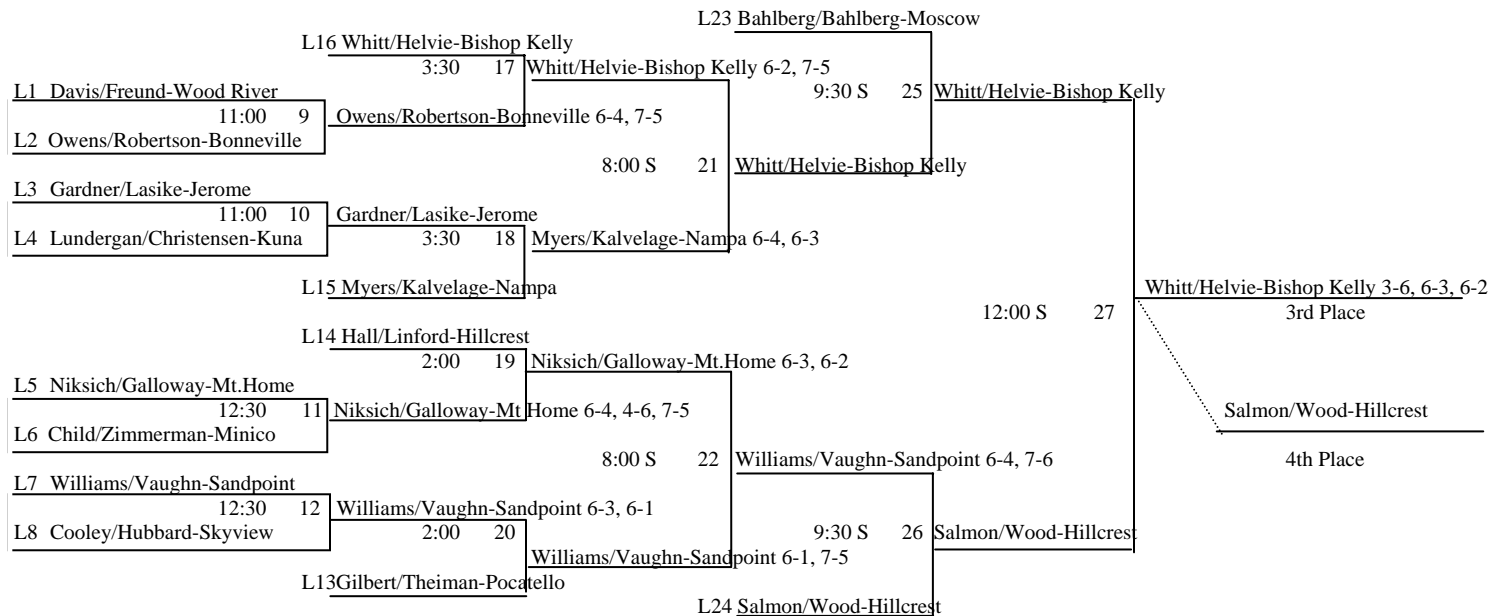 L23 Bahlberg/Bahlberg-Moscow
L16 Whitt/Helvie-Bishop Kelly
3:30 17 Whitt/Helvie-Bishop Kelly 6-2, 7-5
L1 Davis/Freund-Wood River 9:30 S 25 Whitt/Helvie-Bishop Kelly
11:00 9 Owens/Robertson-Bonneville 6-4, 7-5
L2 Owens/Robertson-Bonneville
8:00 S 21 Whitt/Helvie-Bishop Kelly
L3 Gardner/Lasike-Jerome
11:00 10 Gardner/Lasike-Jerome
L4 Lundergan/Christensen-Kuna 3:30 18 Myers/Kalvelage-Nampa 6-4, 6-3
L15 Myers/Kalvelage-Nampa Whitt/Helvie-Bishop Kelly 3-6, 6-3, 6-2
12:00 S 27 3rd Place
L14 Hall/Linford-Hillcrest
2:00 19 Niksich/Galloway-Mt.Home 6-3, 6-2
L5 Niksich/Galloway-Mt.Home
12:30 11 Niksich/Galloway-Mt Home 6-4, 4-6, 7-5 Salmon/Wood-Hillcrest
L6 Child/Zimmerman-Minico
8:00 S 22 Williams/Vaughn-Sandpoint 6-4, 7-6 4th Place
L7 Williams/Vaughn-Sandpoint
12:30 12 Williams/Vaughn-Sandpoint 6-3, 6-1
L8 Cooley/Hubbard-Skyview 2:00 20 9:30 S 26 Salmon/Wood-Hillcrest
Williams/Vaughn-Sandpoint 6-1, 7-5
L13Gilbert/Theiman-Pocatello
L24 Salmon/Wood-Hillcrest